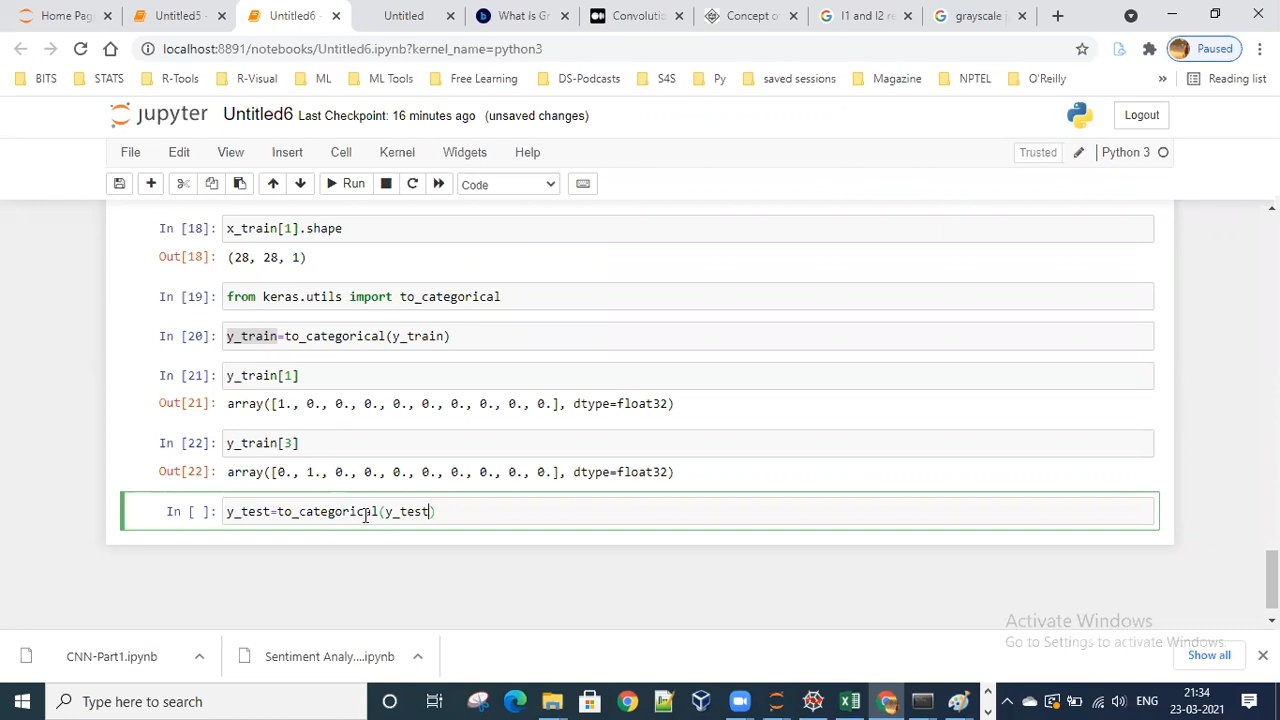 Home Pag
Untitled5 -
Untitled6 -
Untitled
What is Gr
Convolutio
Concept o
l1 and l2 re
grayscale i
localhost:8891/notebooks/Untitled6.ipynb?kernel_name=python3
Paused
BITS
STATS
R-Tools
R-Visual
ML
ML Tools
Free Learning
DS-Podcasts
S4S
Py
saved sessions
Magazine
NPTEL
O'Reilly
»
Reading list
jupyter Untitled6 Last Checkpoint: 16 minutes ago (unsaved changes)
Logout
File Edit View Insert Cell Kernel Widgets Help
Trusted
Python 3
Run
Code
In [18]: x_train[1].shape
Out[18]: (28, 28, 1)
In [19]: from keras.utils import to_categorical
In [20]: y_train=to_categorical(y_train)
In [21]: y_train[1]
Out[21]: array([1., 0., 0., 0., 0., 0., 0., 0., 0., 0.], dtype=float32)
In [22]: y_train[3]
Out[22]: array([0., 1., 0., 0., 0., 0., 0., 0., 0., 0.], dtype=float32)
In [ ]: y_test=to_categorical(y_test)
Activate Windows
Go to Settings to activate Windows.
CNN-Part1.ipynb
Sentiment Analy....ipynb
Show all
Type here to search
ENG
21:34
23-03-2021